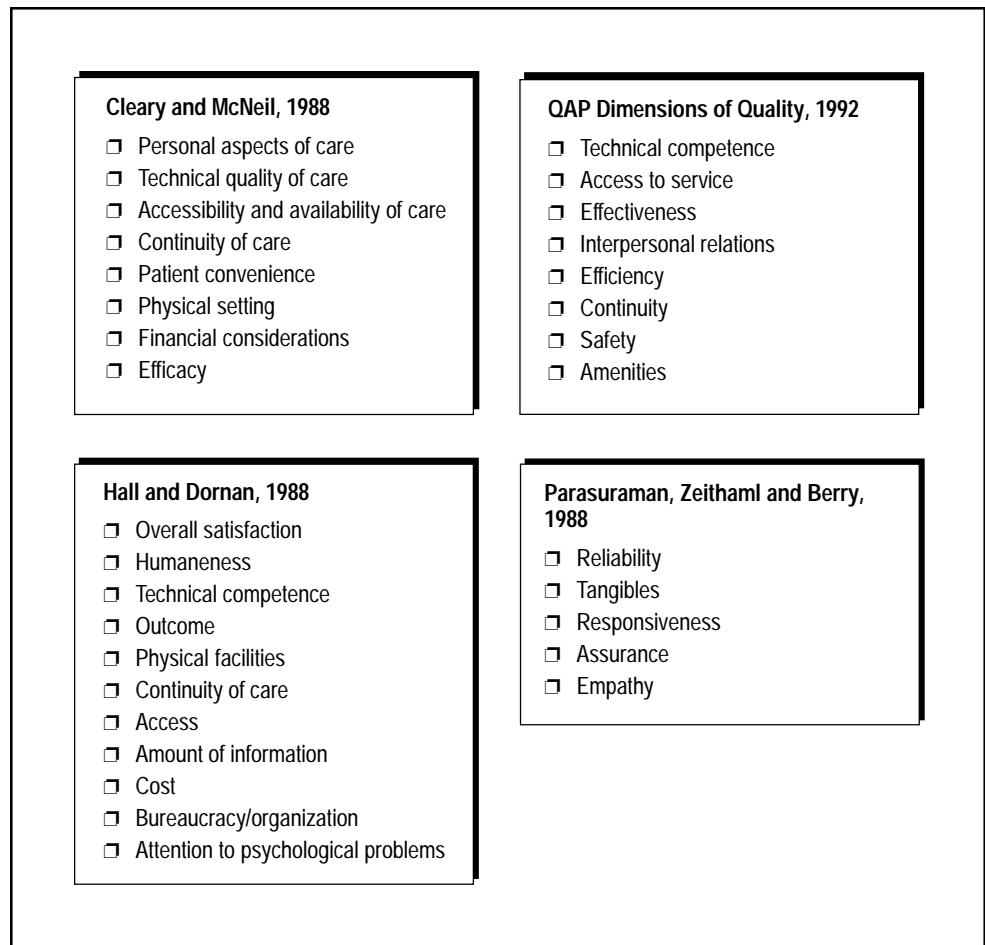 Cleary and McNeil, 1988
❒ Personal aspects of care
❒ Technical quality of care
❒ Accessibility and availability of care
❒ Continuity of care
❒ Patient convenience
❒ Physical setting
❒ Financial considerations
❒ Efficacy
QAP Dimensions of Quality, 1992
❒ Technical competence
❒ Access to service
❒ Effectiveness
❒ Interpersonal relations
❒ Efficiency
❒ Continuity
❒ Safety
❒ Amenities
Hall and Dornan, 1988
❒ Overall satisfaction
❒ Humaneness
❒ Technical competence
❒ Outcome
❒ Physical facilities
❒ Continuity of care
❒ Access
❒ Amount of information
❒ Cost
❒ Bureaucracy/organization
❒ Attention to psychological problems
Parasuraman, Zeithaml and Berry,
1988
❒ Reliability
❒ Tangibles
❒ Responsiveness
❒ Assurance
❒ Empathy